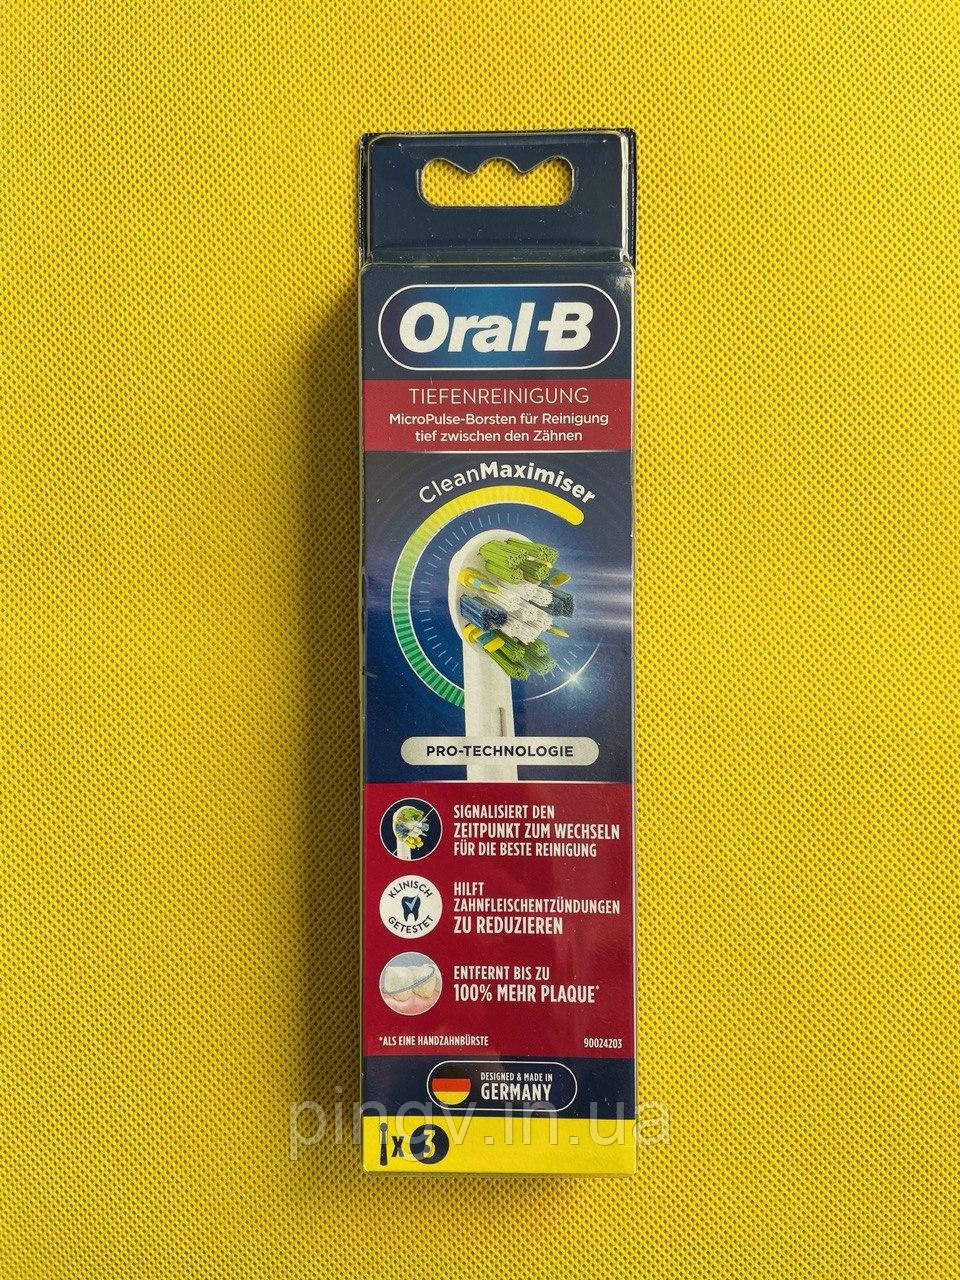 Oral-B
TIEFENREINIGUNG
MicroPulse-Borsten für Reinigung
tief zwischen den Zähnen
CleanMaximiser
PRO-TECHNOLOGIE
SIGNALISIERT DEN
ZEITPUNKT ZUM WECHSELN
FÜR DIE BESTE REINIGUNG
KLINISCH
GETESTET
HILFT
ZAHNFLEISCHENTZÜNDUNGEN
ZU REDUZIEREN
ENTFERNT BIS ZU
100% MEHR PLAQUE*
*ALS EINE HANDZAHNBÜRSTE
90024203
DESIGNED & MADE IN
GERMANY
pingv.in.ua
x 3